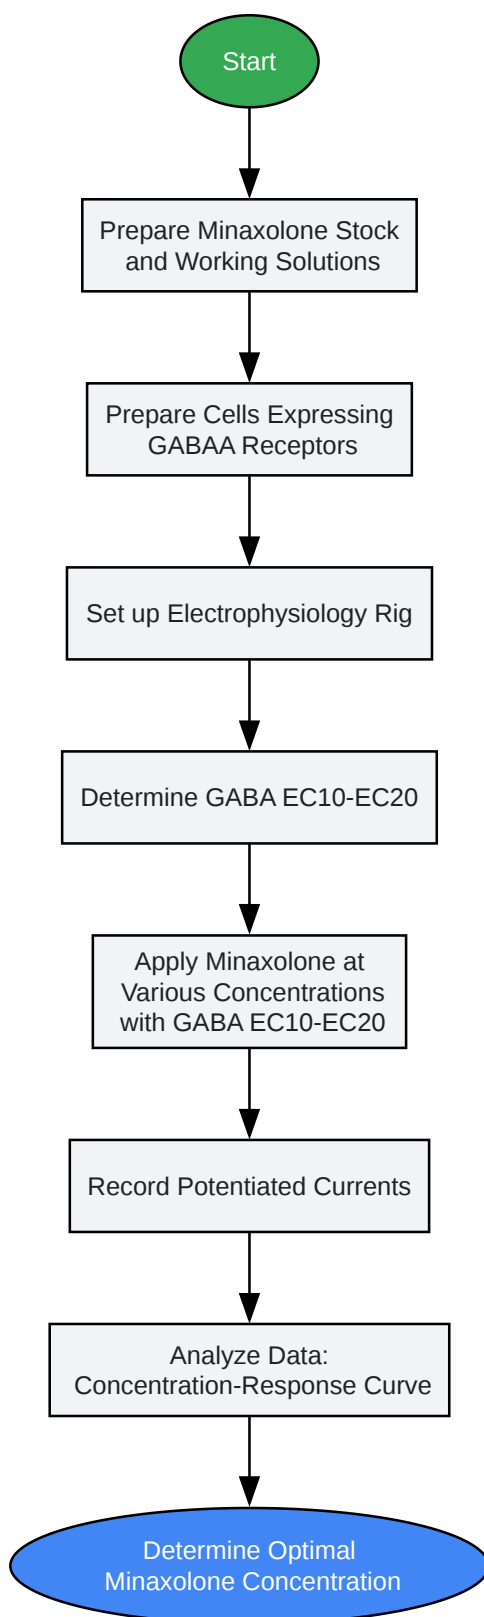 Start
Prepare Minaxolone Stock
and Working Solutions
Prepare Cells Expressing
GABAA Receptors
Set up Electrophysiology Rig
Determine GABA EC10-EC20
Apply Minaxolone at
Various Concentrations
with GABA EC10-EC20
Record Potentiated Currents
Analyze Data:
Concentration-Response Curve
Determine Optimal
Minaxolone Concentration